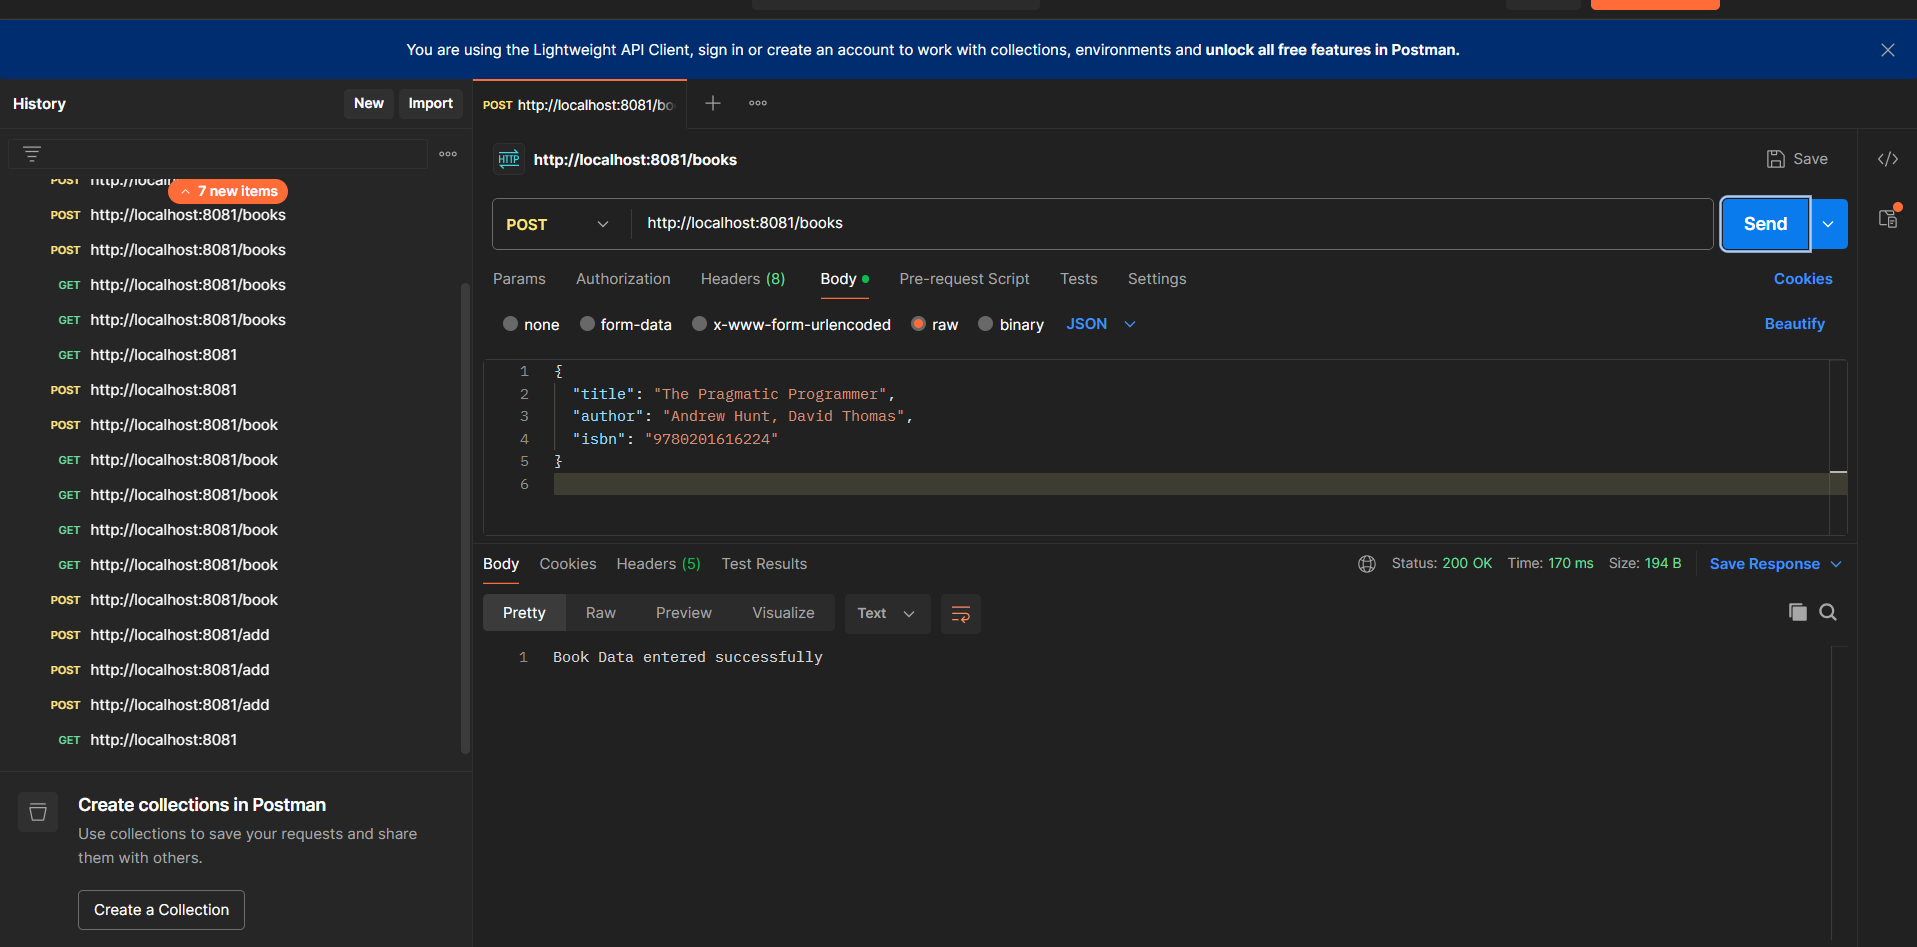 You are using the Lightweight API Client, sign in or create an account to work with collections, environments and unlock all free features in Postman.
History
New
Import
POST http://localhost:8081/bo
http://localhost:8081/books
Save
7 new items
POST http://localhost:8081/books
POST http://localhost:8081/books
GET http://localhost:8081/books
GET http://localhost:8081/books
GET http://localhost:8081
POST http://localhost:8081
POST http://localhost:8081/book
GET http://localhost:8081/book
GET http://localhost:8081/book
GET http://localhost:8081/book
GET http://localhost:8081/book
POST http://localhost:8081/book
POST http://localhost:8081/add
POST http://localhost:8081/add
POST http://localhost:8081/add
GET http://localhost:8081
Create collections in Postman
Use collections to save your requests and share
them with others.
Create a Collection
HTTP
POST http://localhost:8081/books
Send
Params Authorization Headers (8) Body Pre-request Script Tests Settings Cookies
none form-data x-www-form-urlencoded raw binary JSON Beautify
1 {
2 "title": "The Pragmatic Programmer",
3 "author": "Andrew Hunt, David Thomas",
4 "isbn": "9780201616224"
5 }
6
Body Cookies Headers (5) Test Results Status: 200 OK Time: 170 ms Size: 194 B Save Response
Pretty Raw Preview Visualize Text
1 Book Data entered successfully